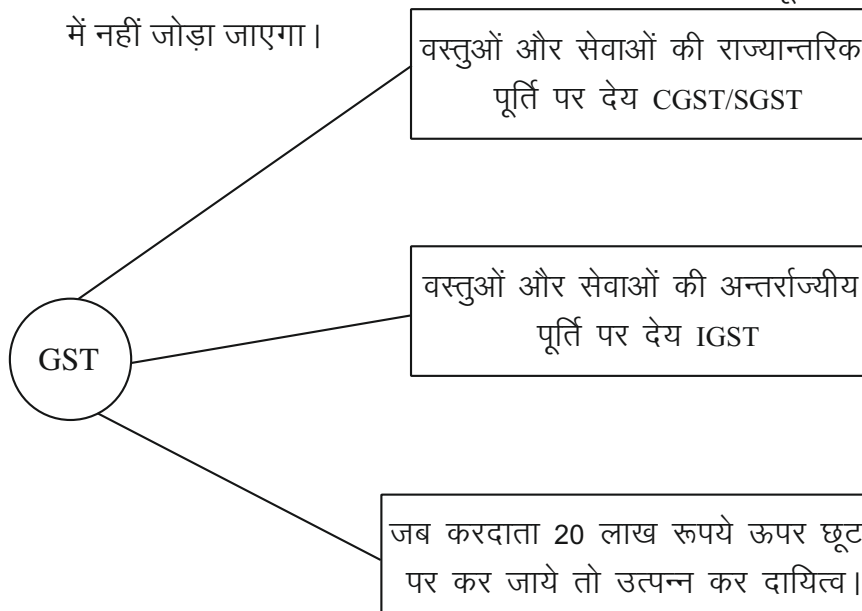 में नहीं जोड़ा जाएगा।
वस्तुओं और सेवाओं की राज्यान्तरिक
पूर्ति पर देय CGST/SGST
वस्तुओं और सेवाओं की अन्तर्राज्यीय
पूर्ति पर देय IGST
GST
जब करदाता 20 लाख रूपये ऊपर छूट
पर कर जाये तो उत्पन्न कर दायित्व।